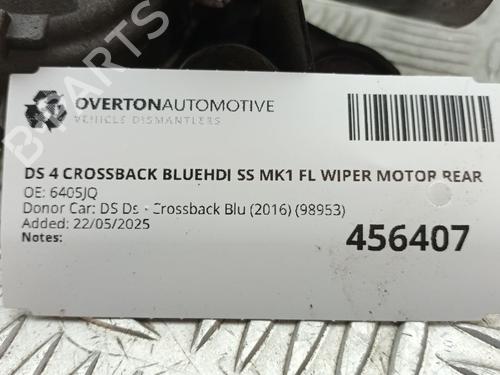 OVERTONAUTOMOTIVE
VEHICLE DISMANTLERS
DS 4 CROSSBACK BLUEHDI SS MK1 FL WIPER MOTOR REAR
OE: 6405JQ
Donor Car: DS Ds - Crossback Blu (2016) (98953)
Added: 22/05/2025
Notes:
456407
B-PARTS